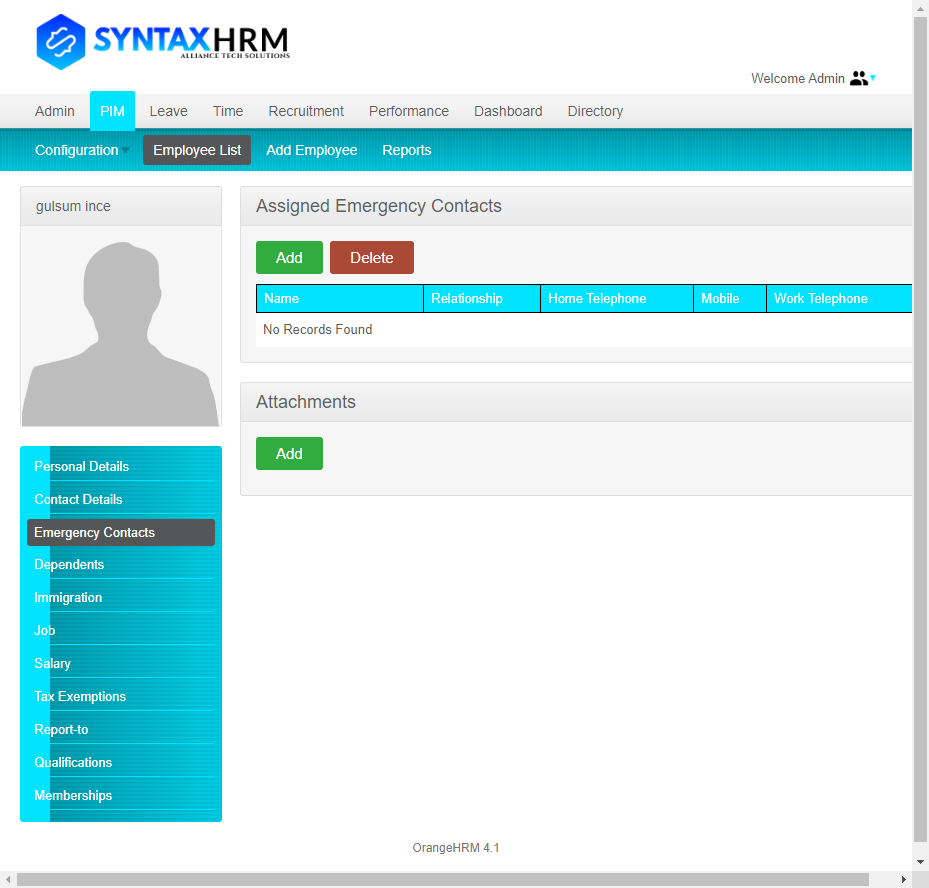 SYNTAXHRM
ALLIANCE TECH SOLUTIONS
Welcome Admin
Admin PIM Leave Time Recruitment Performance Dashboard Directory
Configuration Employee List Add Employee Reports
gulsum ince
Assigned Emergency Contacts
Add Delete
Name Relationship Home Telephone Mobile Work Telephone
No Records Found
Attachments
Add
Personal Details
Contact Details
Emergency Contacts
Dependents
Immigration
Job
Salary
Tax Exemptions
Report-to
Qualifications
Memberships
OrangeHRM 4.1